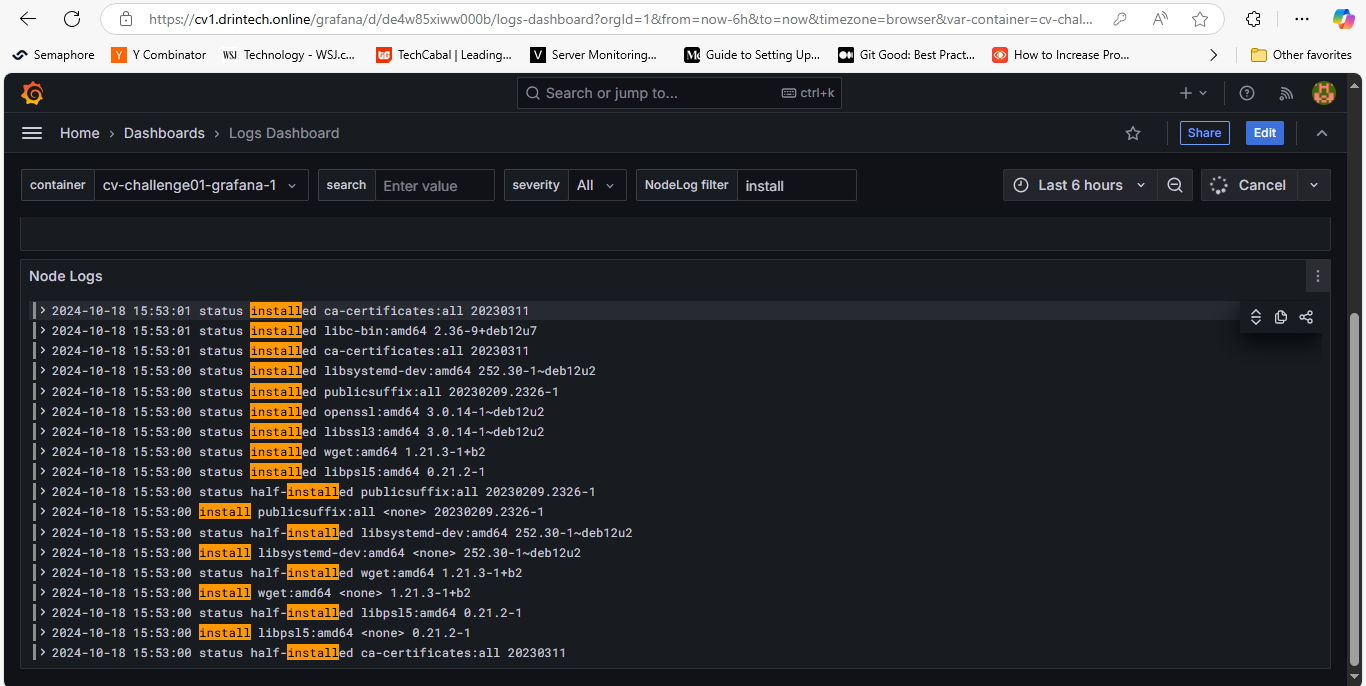 https://cv1.drintech.online/grafana/d/de4w85xiww000b/logs-dashboard?orgId=1&from=now-6h&to=now&timezone=browser&var-container=cv-chal...
Semaphore
Y Combinator
WSJ Technology - WSJ.c...
TC TechCabal | Leading...
V Server Monitoring...
Guide to Setting Up...
Git Good: Best Pract...
How to Increase Pro...
Other favorites
Search or jump to... ctrl+k
Home › Dashboards › Logs Dashboard
Share Edit
container cv-challenge01-grafana-1 search Enter value severity All NodeLog filter install Last 6 hours Cancel
Node Logs
2024-10-18 15:53:01 status installed ca-certificates:all 20230311
2024-10-18 15:53:01 status installed libc-bin:amd64 2.36-9+deb12u7
2024-10-18 15:53:01 status installed ca-certificates:all 20230311
2024-10-18 15:53:00 status installed libsystemd-dev:amd64 252.30-1~deb12u2
2024-10-18 15:53:00 status installed publicsuffix:all 20230209.2326-1
2024-10-18 15:53:00 status installed openssl:amd64 3.0.14-1~deb12u2
2024-10-18 15:53:00 status installed libssl3:amd64 3.0.14-1~deb12u2
2024-10-18 15:53:00 status installed wget:amd64 1.21.3-1+b2
2024-10-18 15:53:00 status installed libpsl5:amd64 0.21.2-1
2024-10-18 15:53:00 status half-installed publicsuffix:all 20230209.2326-1
2024-10-18 15:53:00 install publicsuffix:all <none> 20230209.2326-1
2024-10-18 15:53:00 status half-installed libsystemd-dev:amd64 252.30-1~deb12u2
2024-10-18 15:53:00 install libsystemd-dev:amd64 <none> 252.30-1~deb12u2
2024-10-18 15:53:00 status half-installed wget:amd64 1.21.3-1+b2
2024-10-18 15:53:00 install wget:amd64 <none> 1.21.3-1+b2
2024-10-18 15:53:00 status half-installed libpsl5:amd64 0.21.2-1
2024-10-18 15:53:00 install libpsl5:amd64 <none> 0.21.2-1
2024-10-18 15:53:00 status half-installed ca-certificates:all 20230311